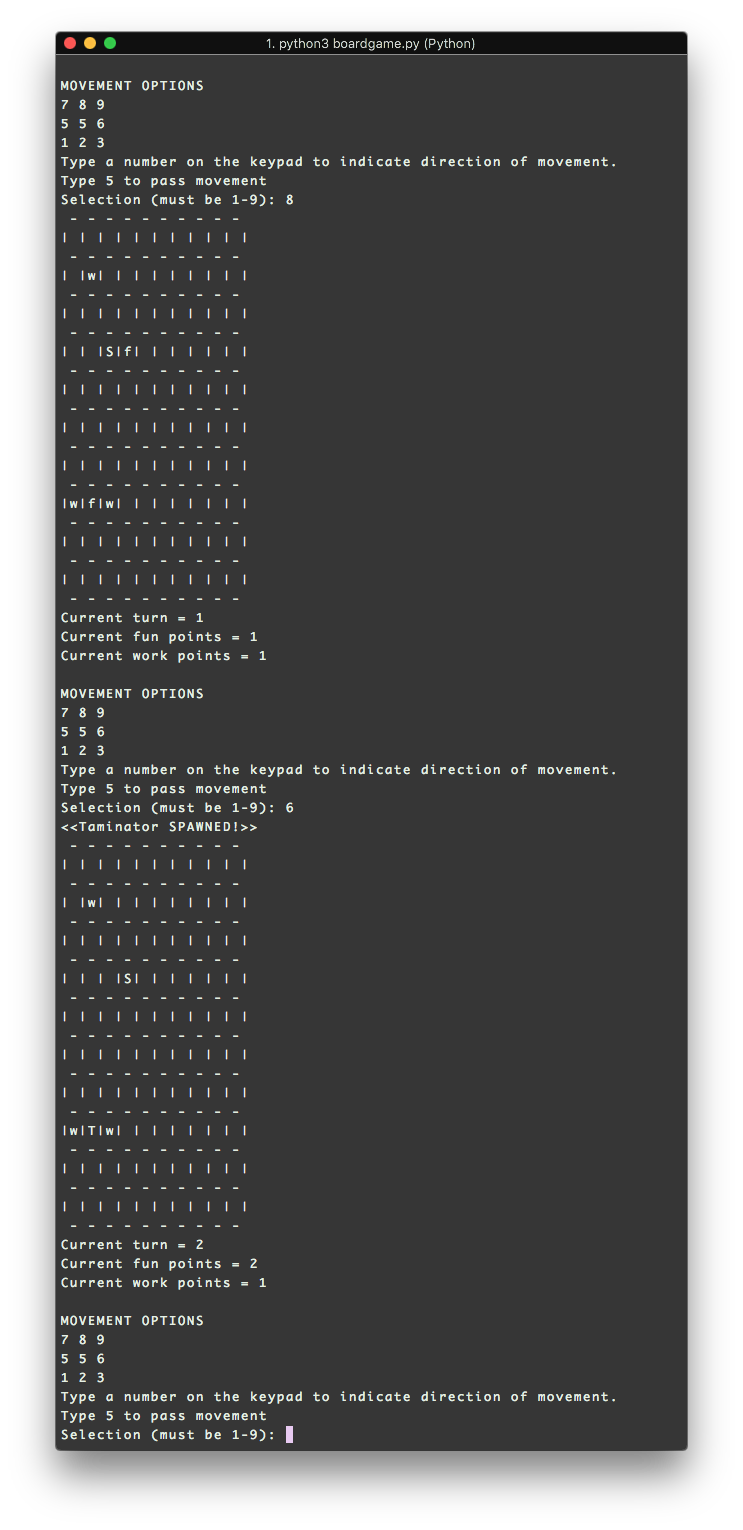 1. python3 boardgame.py (Python)
MOVEMENT OPTIONS
7 8 9
5 5 6
1 2 3
Type a number on the keypad to indicate direction of movement.
Type 5 to pass movement
Selection (must be 1-9): 8
 - - - - - - - - - -
| | | | | | | | | | |
 - - - - - - - - - -
| |w| | | | | | | | |
 - - - - - - - - - -
| | | | | | | | | | |
 - - - - - - - - - -
| | |S|f| | | | | | |
 - - - - - - - - - -
| | | | | | | | | | |
 - - - - - - - - - -
| | | | | | | | | | |
 - - - - - - - - - -
| | | | | | | | | | |
 - - - - - - - - - -
|w|f|w| | | | | | | |
 - - - - - - - - - -
| | | | | | | | | | |
 - - - - - - - - - -
| | | | | | | | | | |
 - - - - - - - - - -
Current turn = 1
Current fun points = 1
Current work points = 1
MOVEMENT OPTIONS
7 8 9
5 5 6
1 2 3
Type a number on the keypad to indicate direction of movement.
Type 5 to pass movement
Selection (must be 1-9): 6
<<Taminator SPAWNED!>>
 - - - - - - - - - -
| | | | | | | | | | |
 - - - - - - - - - -
| |w| | | | | | | | |
 - - - - - - - - - -
| | | | | | | | | | |
 - - - - - - - - - -
| | | |S| | | | | | |
 - - - - - - - - - -
| | | | | | | | | | |
 - - - - - - - - - -
| | | | | | | | | | |
 - - - - - - - - - -
| | | | | | | | | | |
 - - - - - - - - - -
|w|T|w| | | | | | | |
 - - - - - - - - - -
| | | | | | | | | | |
 - - - - - - - - - -
| | | | | | | | | | |
 - - - - - - - - - -
Current turn = 2
Current fun points = 2
Current work points = 1
MOVEMENT OPTIONS
7 8 9
5 5 6
1 2 3
Type a number on the keypad to indicate direction of movement.
Type 5 to pass movement
Selection (must be 1-9):